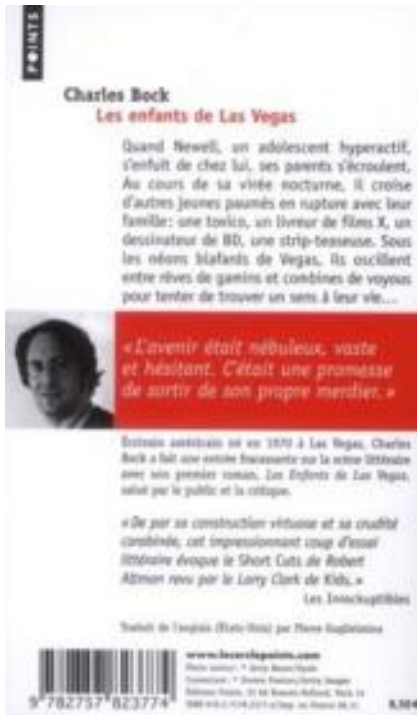 POINTS
Charles Bock
Les enfants de Las Vegas
Quand Newell, un adolescent hyperactif,
s'enfuit de chez lui, ses parents s'écroulent.
Au cours de sa virée nocturne, il croise
d'autres jeunes paumés en rupture avec leur
famille : une toxico, un livreur de films X, un
dessinateur de BD, une strip-teaseuse. Sous
les néons blafards de Vegas, ils oscillent
entre rêves de gamins et combines de voyous
pour tenter de trouver un sens à leur vie...
« L'avenir était nébuleux, vaste
et hésitant. C'était une promesse
de sortir de son propre merdier. »
Écrivain américain né en 1970 à Las Vegas, Charles
Bock a fait une entrée fracassante sur la scène littéraire
avec son premier roman, Les Enfants de Las Vegas,
salué par le public et la critique.
« De par sa construction virtuose et sa crudité
carabinée, cet impressionnant coup d'essai
littéraire évoque le Short Cuts de Robert
Altman revu par le Larry Clark de Kids. »
Les Inrockuptibles
Traduit de l'anglais (États-Unis) par Pierre
www.lecerclepoints.com
9 782757 823774